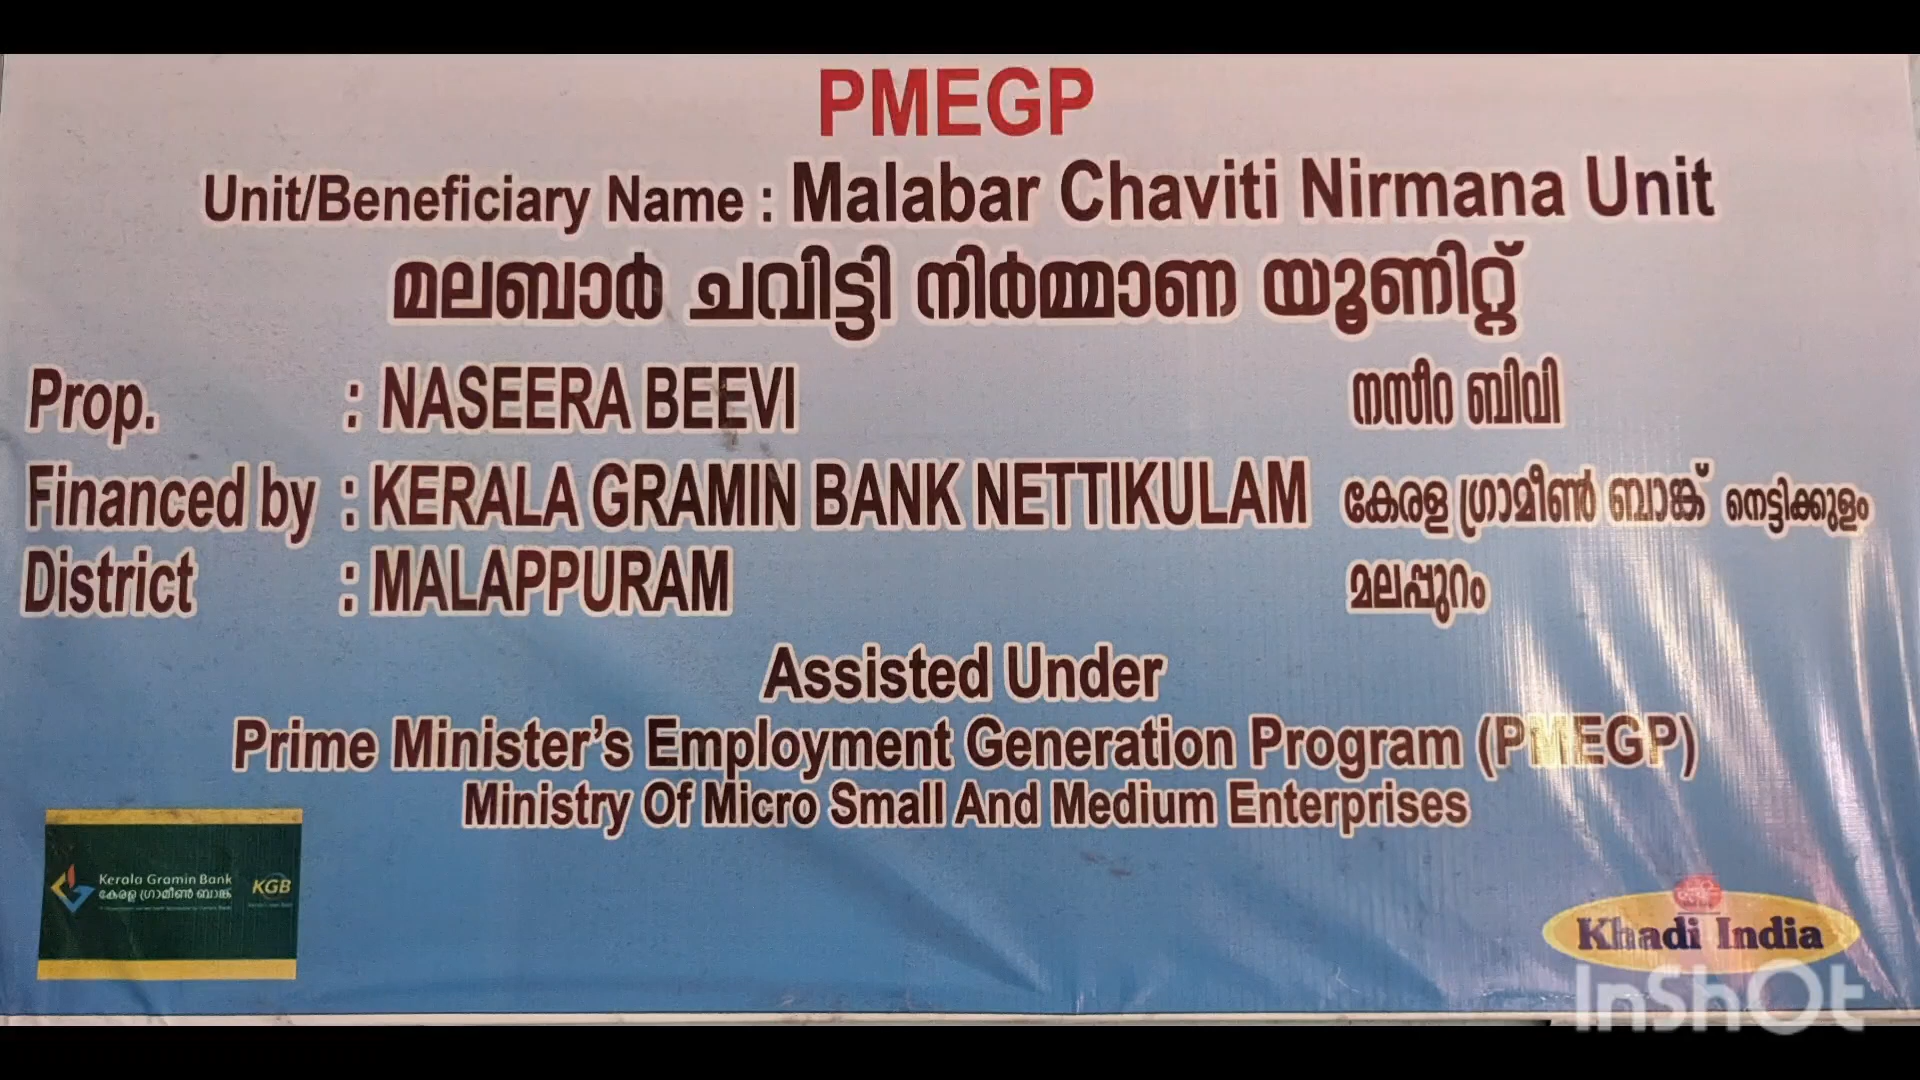 PMEGP
Unit/Beneficiary Name : Malabar Chaviti Nirmana Unit
മലബാർ ചവിട്ടി നിർമ്മാണ യൂണിറ്റ്
Prop. : NASEERA BEEVI നസീറ ബിവി
Financed by : KERALA GRAMIN BANK NETTIKULAM കേരള ഗ്രാമീൺ ബാങ്ക് നെട്ടിക്കുളം
District : MALAPPURAM മലപ്പുറം
Assisted Under
Prime Minister's Employment Generation Program (PMEGP)
Ministry Of Micro Small And Medium Enterprises
Kerala Gramin Bank KGB
കേരള ഗ്രാമീൺ ബാങ്ക്
Khadi India
InShOt